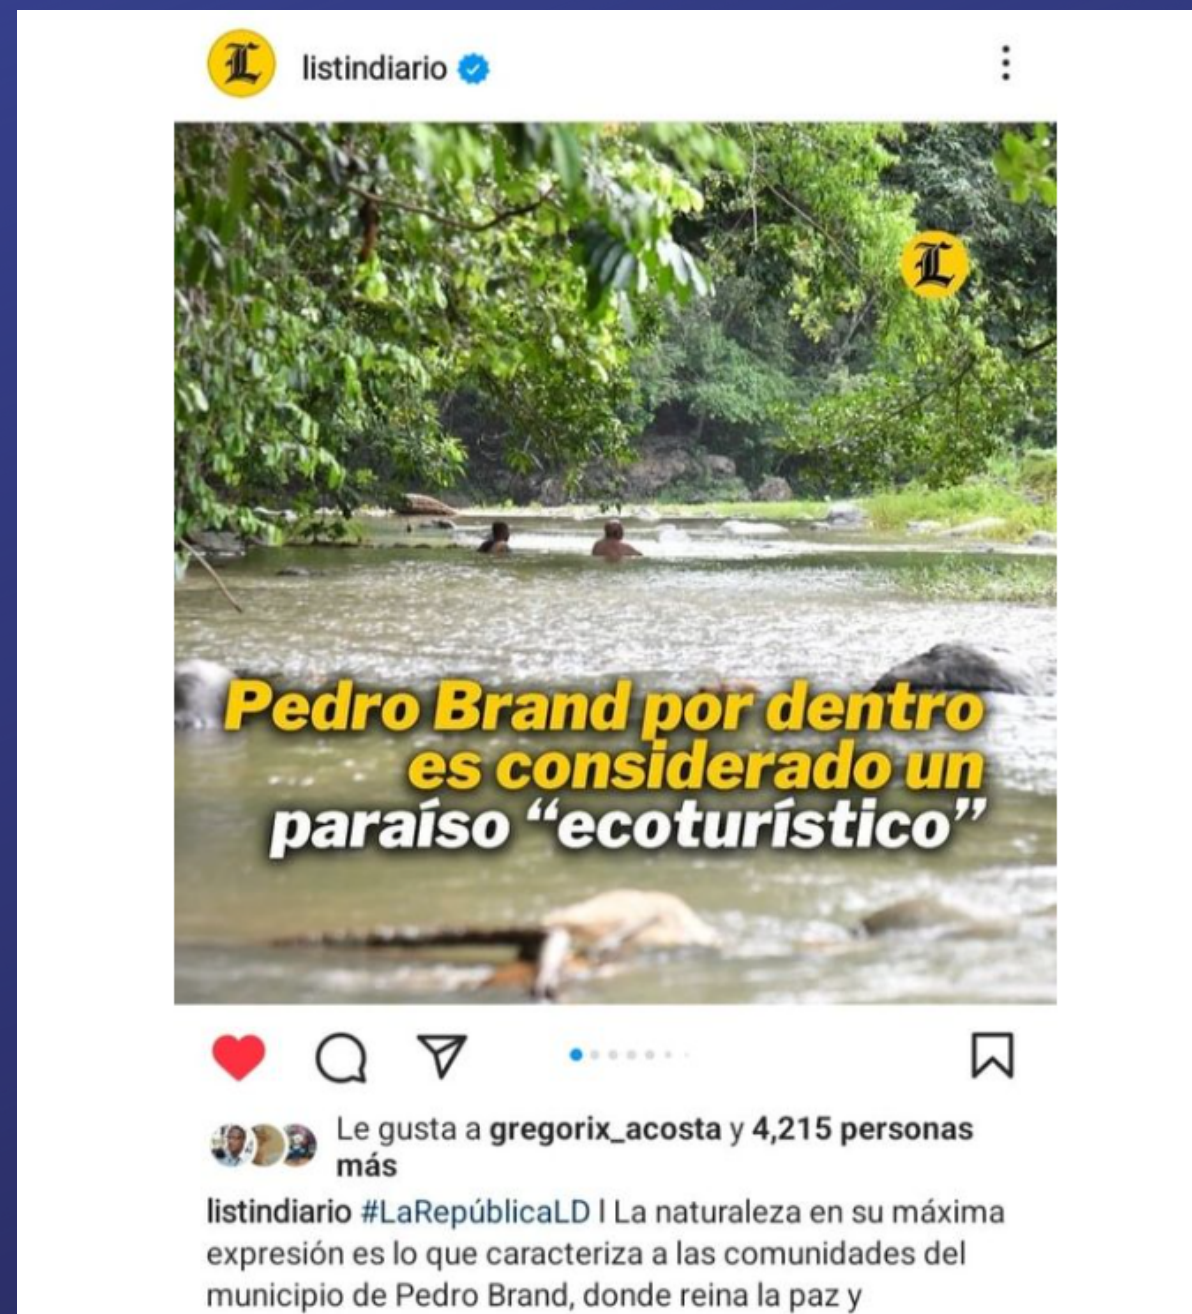 listindiario
Pedro Brand por dentro
es considerado un
paraíso “ecoturístico”
Le gusta a gregorix_acosta y 4,215 personas
más
listindiario #LaRepúblicaLD l La naturaleza en su máxima
expresión es lo que caracteriza a las comunidades del
municipio de Pedro Brand, donde reina la paz y